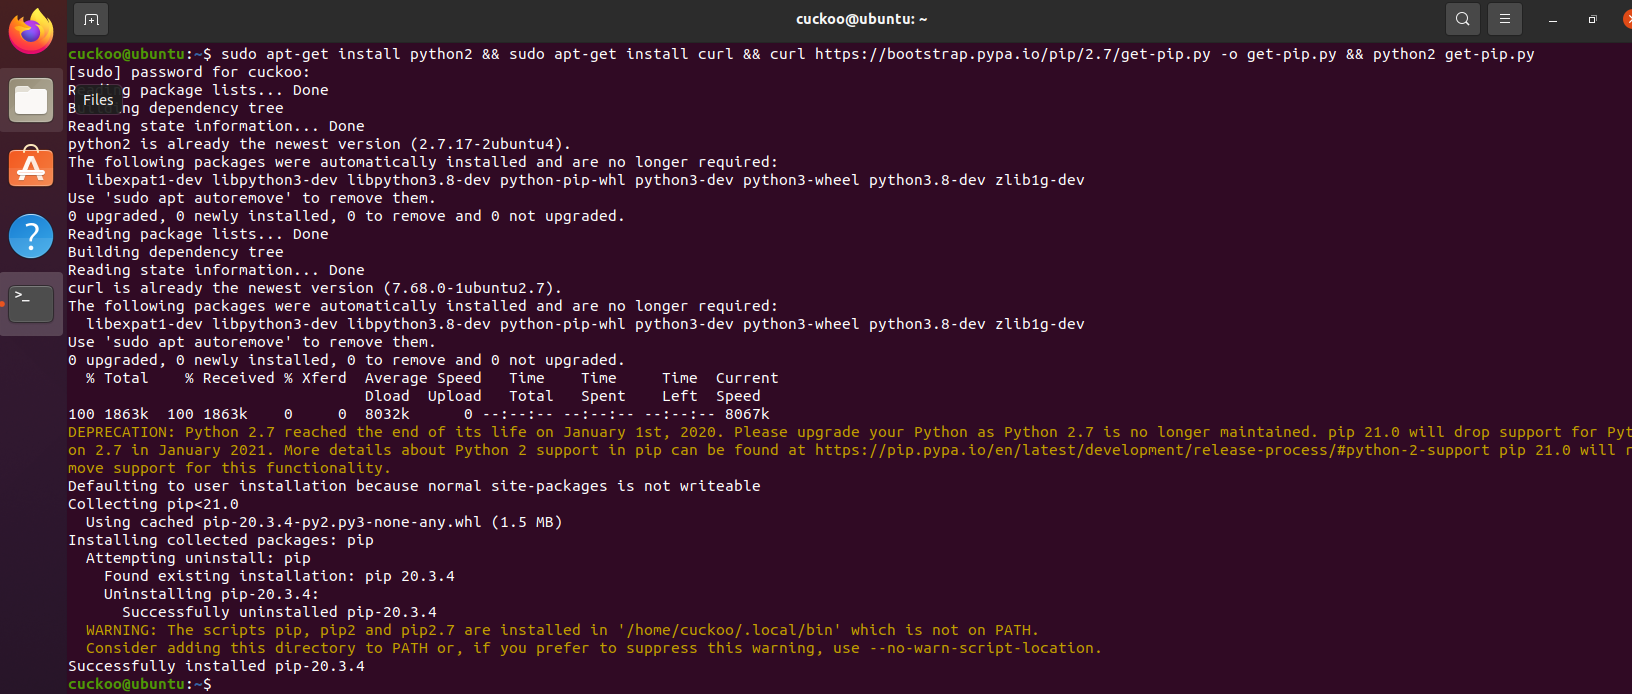 cuckoo@ubuntu: ~
cuckoo@ubuntu:~$ sudo apt-get install python2 && sudo apt-get install curl && curl https://bootstrap.pypa.io/pip/2.7/get-pip.py -o get-pip.py && python2 get-pip.py
[sudo] password for cuckoo:
Reading package lists... Done
Files
Building dependency tree
Reading state information... Done
python2 is already the newest version (2.7.17-2ubuntu4).
The following packages were automatically installed and are no longer required:
  libexpat1-dev libpython3-dev libpython3.8-dev python-pip-whl python3-dev python3-wheel python3.8-dev zlib1g-dev
Use 'sudo apt autoremove' to remove them.
0 upgraded, 0 newly installed, 0 to remove and 0 not upgraded.
Reading package lists... Done
Building dependency tree
Reading state information... Done
curl is already the newest version (7.68.0-1ubuntu2.7).
The following packages were automatically installed and are no longer required:
  libexpat1-dev libpython3-dev libpython3.8-dev python-pip-whl python3-dev python3-wheel python3.8-dev zlib1g-dev
Use 'sudo apt autoremove' to remove them.
0 upgraded, 0 newly installed, 0 to remove and 0 not upgraded.
  % Total    % Received % Xferd  Average Speed   Time    Time     Time  Current
                                 Dload  Upload   Total   Spent    Left  Speed
100 1863k  100 1863k    0     0  8032k      0 --:--:-- --:--:-- --:--:-- 8067k
DEPRECATION: Python 2.7 reached the end of its life on January 1st, 2020. Please upgrade your Python as Python 2.7 is no longer maintained. pip 21.0 will drop support for Pyt
on 2.7 in January 2021. More details about Python 2 support in pip can be found at https://pip.pypa.io/en/latest/development/release-process/#python-2-support pip 21.0 will r
move support for this functionality.
Defaulting to user installation because normal site-packages is not writeable
Collecting pip<21.0
  Using cached pip-20.3.4-py2.py3-none-any.whl (1.5 MB)
Installing collected packages: pip
  Attempting uninstall: pip
    Found existing installation: pip 20.3.4
    Uninstalling pip-20.3.4:
      Successfully uninstalled pip-20.3.4
  WARNING: The scripts pip, pip2 and pip2.7 are installed in '/home/cuckoo/.local/bin' which is not on PATH.
  Consider adding this directory to PATH or, if you prefer to suppress this warning, use --no-warn-script-location.
Successfully installed pip-20.3.4
cuckoo@ubuntu:~$